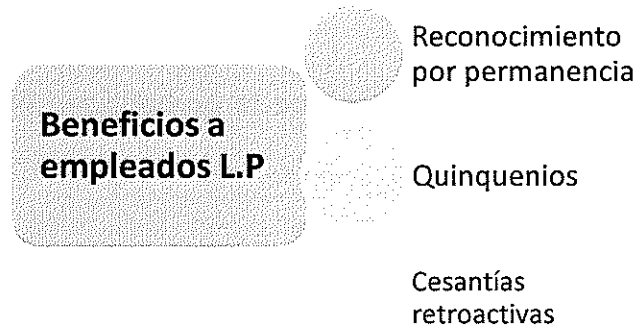 Beneficios a
empleados L.P
Reconocimiento
por permanencia
Quinquenios
Cesantías
retroactivas